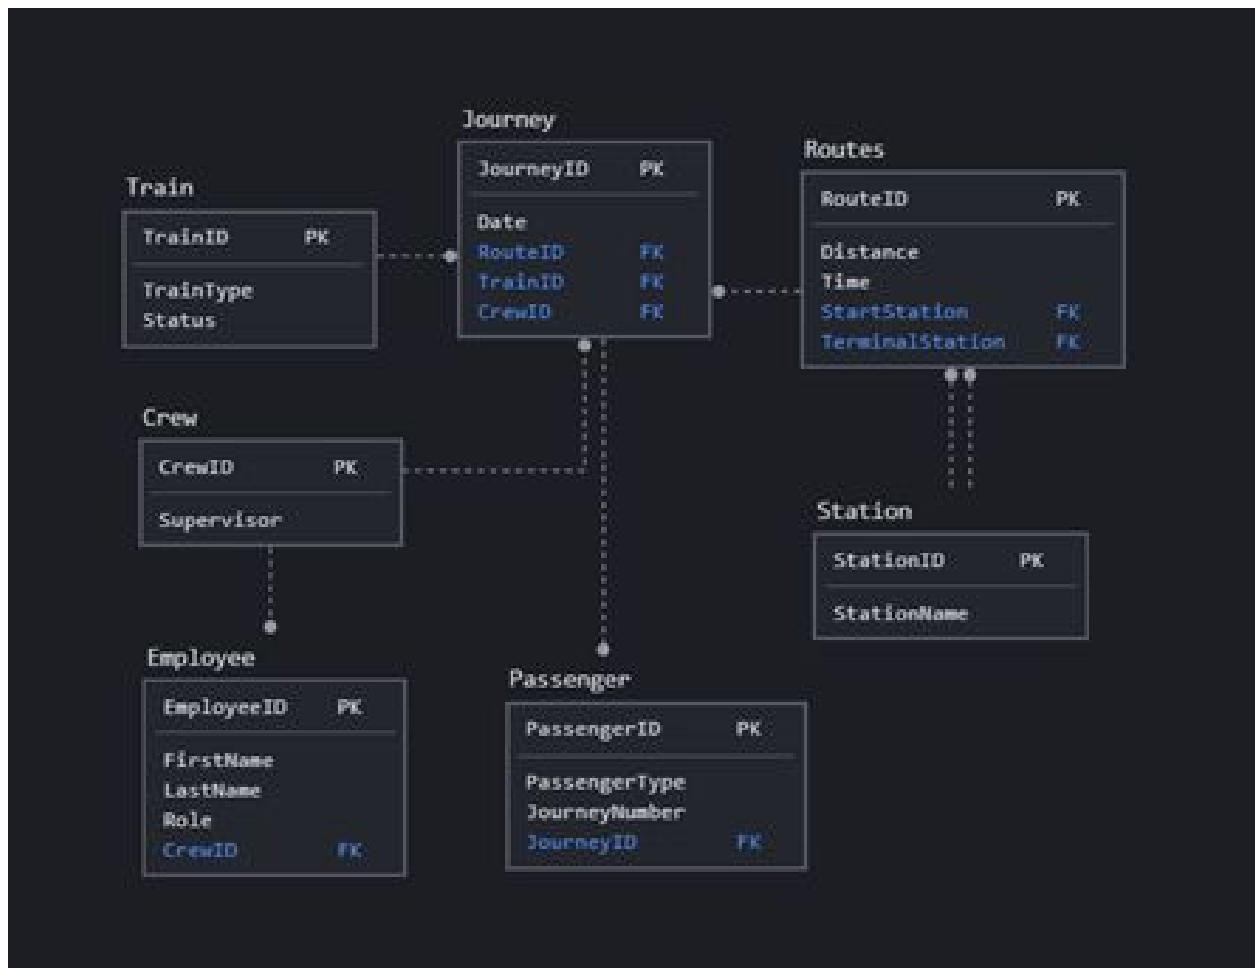 Journey
JourneyID PK
Date
RouteID FK
TrainID FK
CrewID FK
Routes
RouteID PK
Distance
Time
StartStation FK
TerminalStation FK
Train
TrainID PK
TrainType
Status
Crew
CrewID PK
Supervisor
Station
StationID PK
StationName
Employee
EmployeeID PK
FirstName
LastName
Role
CrewID FK
Passenger
PassengerID PK
PassengerType
JourneyNumber
JourneyID FK